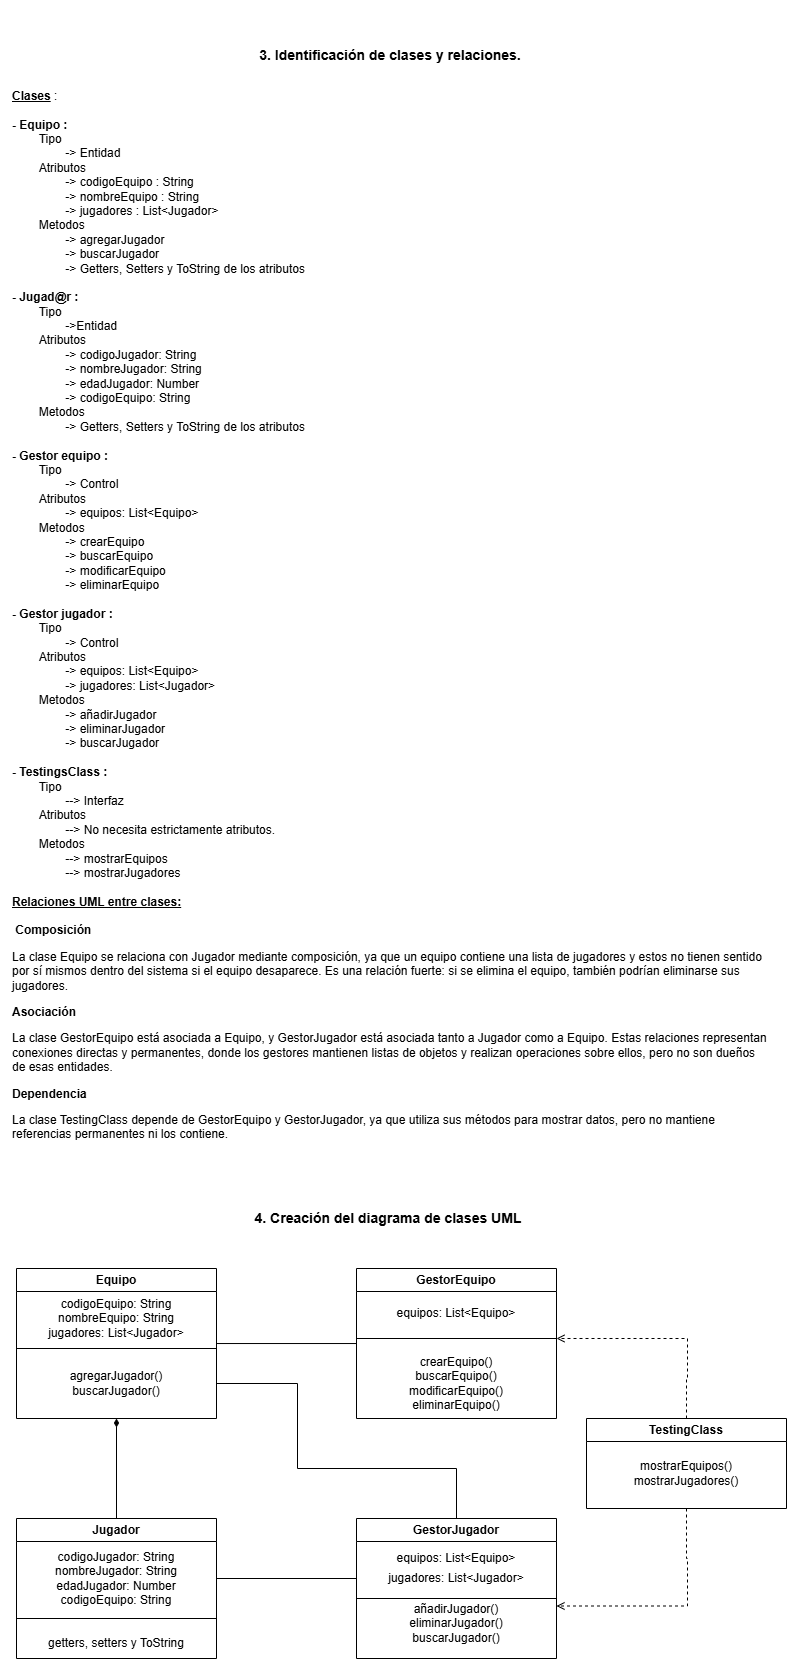 3. Identificación de clases y relaciones.
Clases :
- Equipo :
Tipo
-> Entidad
Atributos
-> codigoEquipo : String
-> nombreEquipo : String
-> jugadores : List<Jugador>
Metodos
-> agregarJugador
-> buscarJugador
-> Getters, Setters y ToString de los atributos
- Jugad@r :
Tipo
->Entidad
Atributos
-> codigoJugador: String
-> nombreJugador: String
-> edadJugador: Number
-> codigoEquipo: String
Metodos
-> Getters, Setters y ToString de los atributos
- Gestor equipo :
Tipo
-> Control
Atributos
-> equipos: List<Equipo>
Metodos
-> crearEquipo
-> buscarEquipo
-> modificarEquipo
-> eliminarEquipo
- Gestor jugador :
Tipo
-> Control
Atributos
-> equipos: List<Equipo>
-> jugadores: List<Jugador>
Metodos
-> añadirJugador
-> eliminarJugador
-> buscarJugador
- TestingsClass :
Tipo
--> Interfaz
Atributos
--> No necesita estrictamente atributos.
Metodos
--> mostrarEquipos
--> mostrarJugadores
Relaciones UML entre clases:
Composición
La clase Equipo se relaciona con Jugador mediante composición, ya que un equipo contiene una lista de jugadores y estos no tienen sentido
por sí mismos dentro del sistema si el equipo desaparece. Es una relación fuerte: si se elimina el equipo, también podrían eliminarse sus
jugadores.
Asociación
La clase GestorEquipo está asociada a Equipo, y GestorJugador está asociada tanto a Jugador como a Equipo. Estas relaciones representan
conexiones directas y permanentes, donde los gestores mantienen listas de objetos y realizan operaciones sobre ellos, pero no son dueños
de esas entidades.
Dependencia
La clase TestingClass depende de GestorEquipo y GestorJugador, ya que utiliza sus métodos para mostrar datos, pero no mantiene
referencias permanentes ni los contiene.
4. Creación del diagrama de clases UML
Equipo
codigoEquipo: String
nombreEquipo: String
jugadores: List<Jugador>
agregarJugador()
buscarJugador()
GestorEquipo
equipos: List<Equipo>
crearEquipo()
buscarEquipo()
modificarEquipo()
eliminarEquipo()
TestingClass
mostrarEquipos()
mostrarJugadores()
Jugador
codigoJugador: String
nombreJugador: String
edadJugador: Number
codigoEquipo: String
getters, setters y ToString
GestorJugador
equipos: List<Equipo>
jugadores: List<Jugador>
añadirJugador()
eliminarJugador()
buscarJugador()